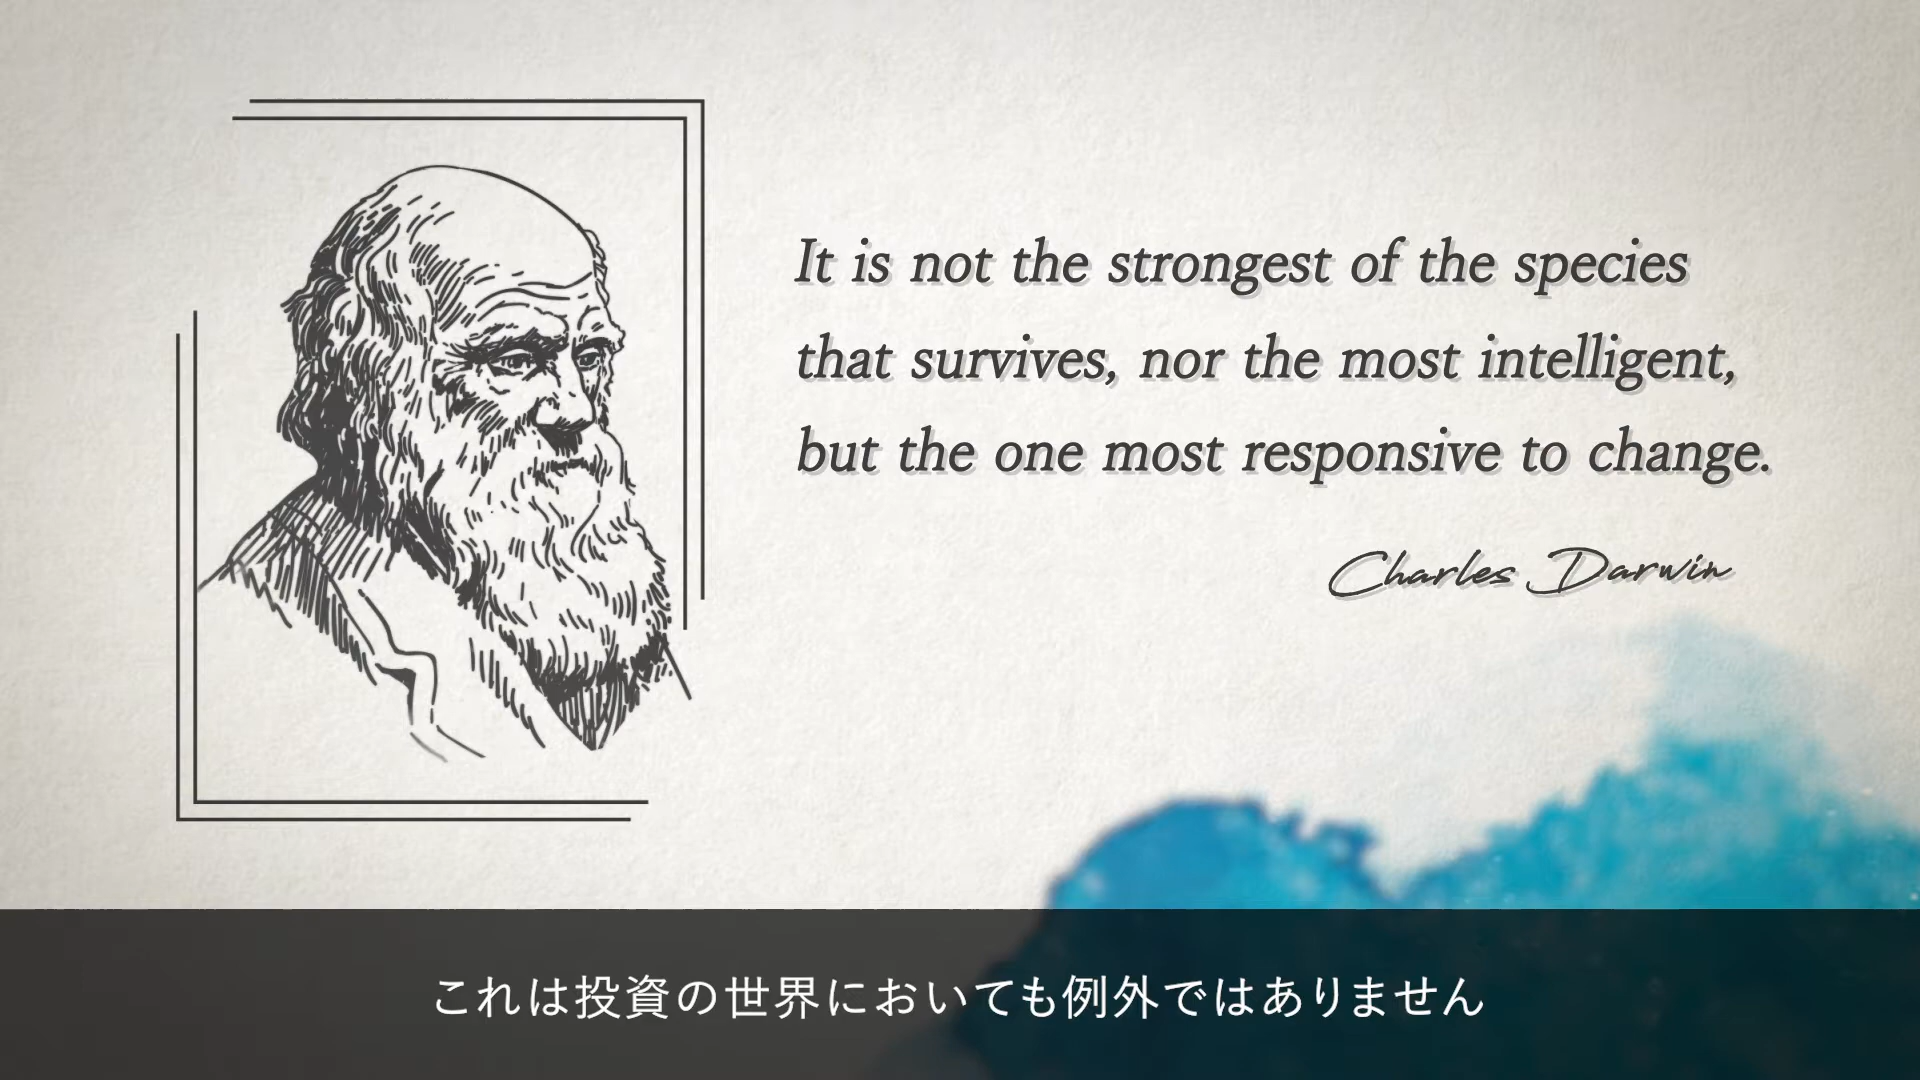 It is not the strongest of the species
that survives, nor the most intelligent,
but the one most responsive to change.
Charles Darwin
これは投資の世界においても例外ではありません